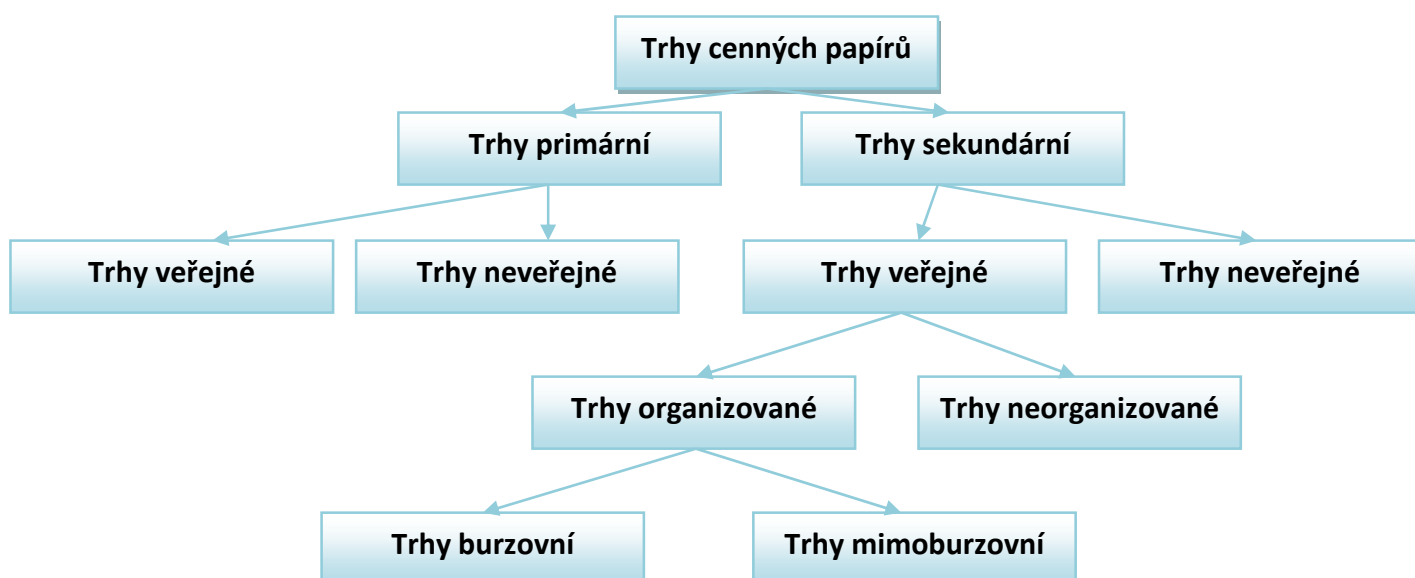 Trhy cenných papírů
Trhy primární
Trhy sekundární
Trhy veřejné
Trhy neveřejné
Trhy veřejné
Trhy neveřejné
Trhy organizované
Trhy neorganizované
Trhy burzovní
Trhy mimoburzovní